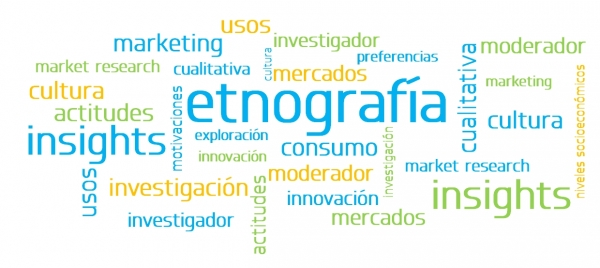 usos
marketing
investigador
moderador
market research
cualitativa
cultura
preferencias
cualitativa
mercados
marketing
cultura
etnografía
niveles socioeconómicos
actitudes
motivaciones
cultura
insights
exploración
consumo
investigación
innovación
market research
usos
investigación
actitudes
moderador
insights
innovación
investigador
mercados